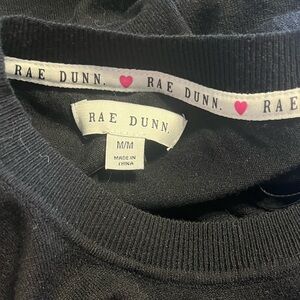 RAE DUNN. ♥ RAE DUNN. ♥ RAE
RAE DUNN.
M/M
MADE IN
CHINA